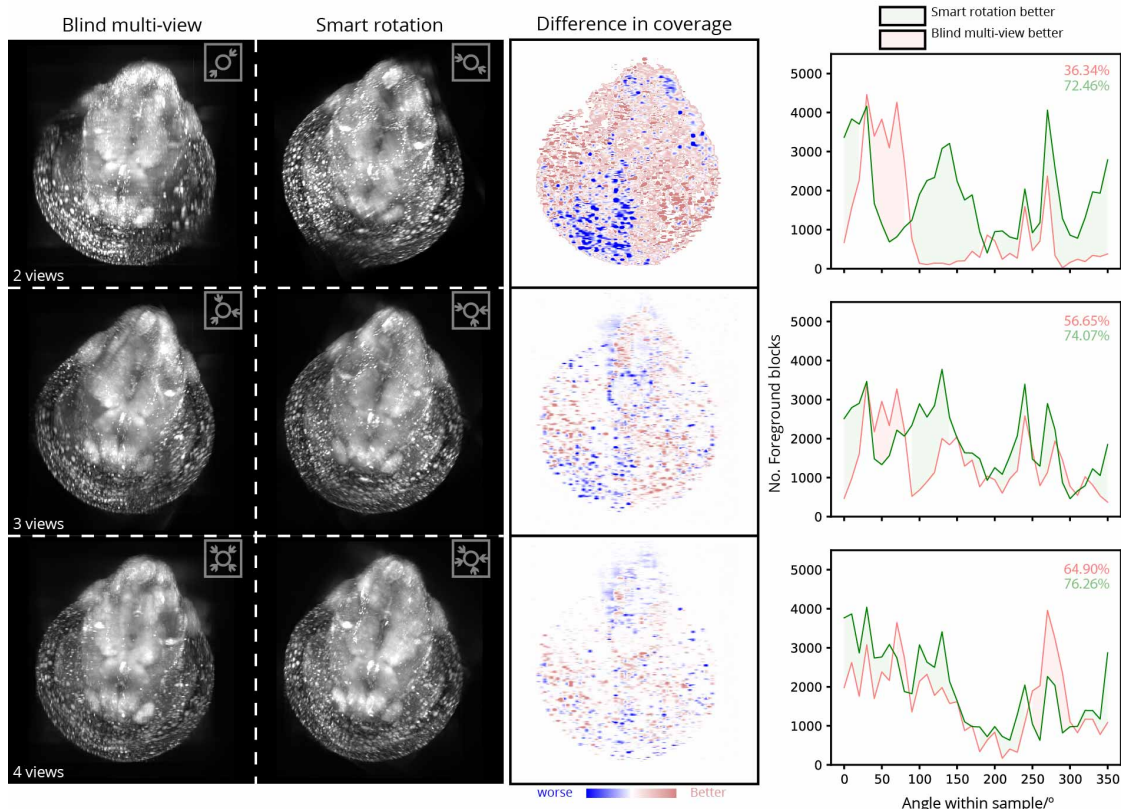 Blind multi-view
Smart rotation
Difference in coverage
Smart rotation better
Blind multi-view better
2 views
3 views
4 views
worse
Better
No. Foreground blocks
5000
4000
3000
2000
1000
0
36.34%
72.46%
5000
4000
3000
2000
1000
0
56.65%
74.07%
5000
4000
3000
2000
1000
0
64.90%
76.26%
0 50 100 150 200 250 300 350
Angle within sample/º